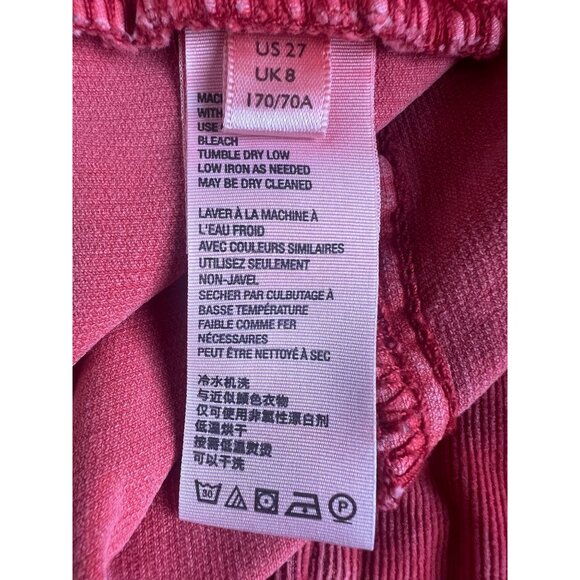 US 27
UK 8
170/70A
MACH
WITH
USE
BLEACH
TUMBLE DRY LOW
LOW IRON AS NEEDED
MAY BE DRY CLEANED
LAVER À LA MACHINE À
L'EAU FROID
AVEC COULEURS SIMILAIRES
UTILISEZ SEULEMENT
NON-JAVEL
SECHER PAR CULBUTAGE À
BASSE TEMPÉRATURE
FAIBLE COMME FER
NÉCESSAIRES
PEUT ÊTRE NETTOYÉ À SEC
冷水机洗
与近似颜色衣物
仅可使用非氯性漂白剂
低温烘干
按需低温熨烫
可以干洗
30
P